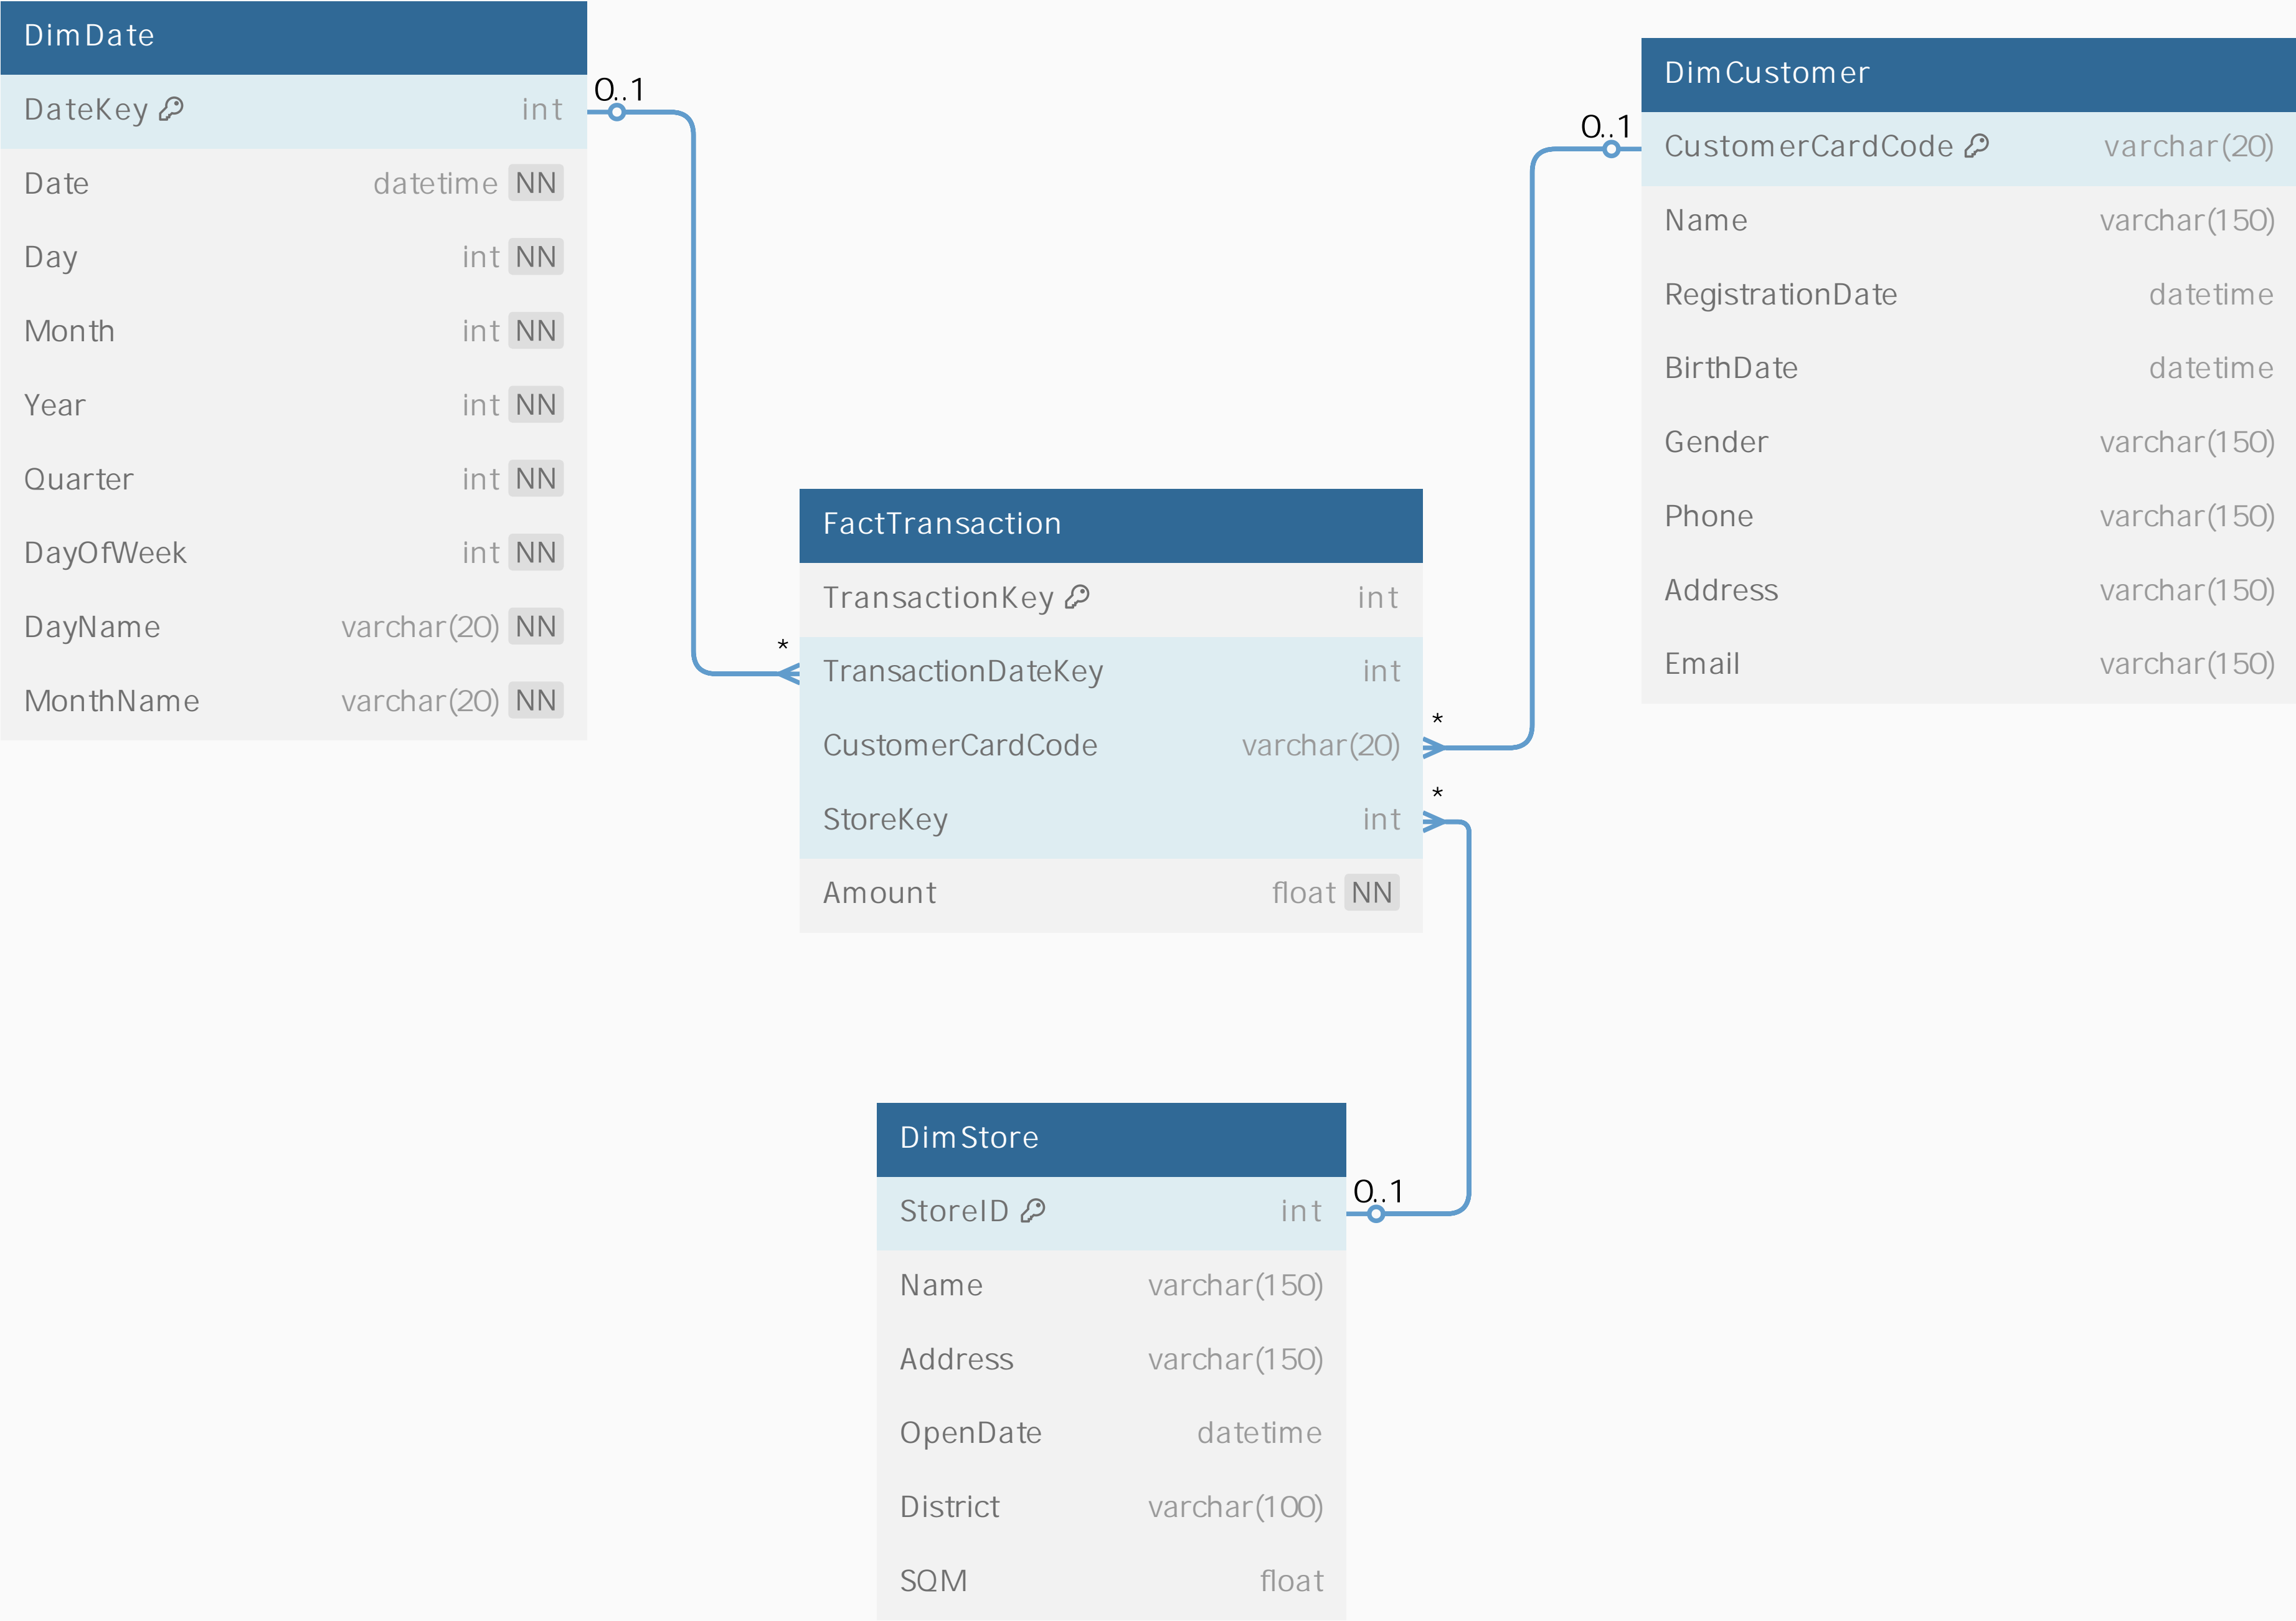 DimDate
DateKey int
Date datetime NN
Day int NN
Month int NN
Year int NN
Quarter int NN
DayOfWeek int NN
DayName varchar(20) NN
MonthName varchar(20) NN
0..1
*
DimCustomer
0..1
CustomerCardCode varchar(20)
Name varchar(150)
RegistrationDate datetime
BirthDate datetime
Gender varchar(150)
Phone varchar(150)
Address varchar(150)
Email varchar(150)
FactTransaction
TransactionKey int
TransactionDateKey int
CustomerCardCode varchar(20)
*
StoreKey int
*
Amount float NN
DimStore
StoreID int
0..1
Name varchar(150)
Address varchar(150)
OpenDate datetime
District varchar(100)
SQM float